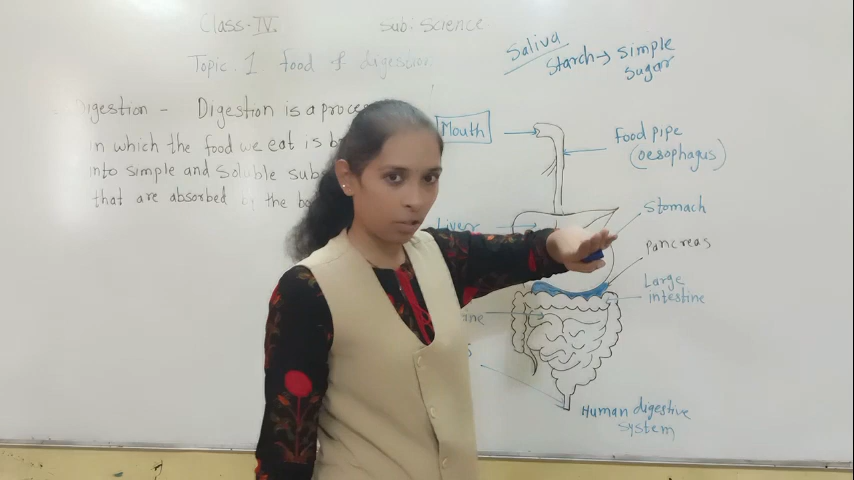 Class-IV.
Sub. Science
Topic. 1 food & digestion
Digestion - Digestion is a proce
in which the food we eat is b
into simple and soluble sub
that are absorbed the bo
Saliva
Starch → simple
sugar
Mouth
Food pipe
(oesophagus)
Liver
Stomach
Pancreas
Large
intestine
ine
Human digestive
system